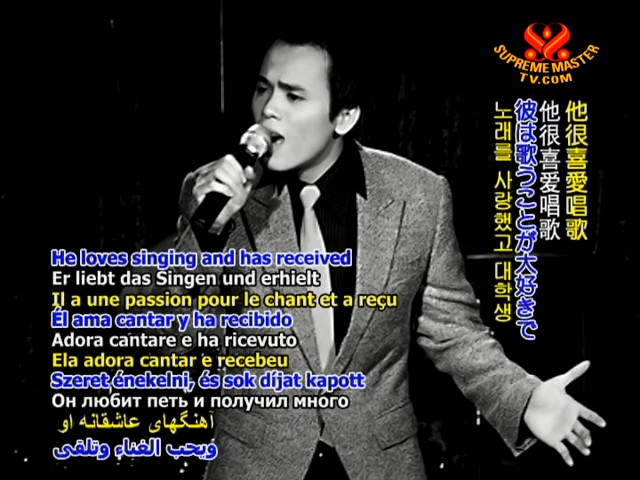 SUPREME MASTER
TV.COM
他很喜愛唱歌
他很喜爱唱歌
彼は歌うことが大好きで
노래를 사랑했고 대학생
He loves singing and has received
Er liebt das Singen und erhielt
Il a une passion pour le chant et a reçu
Él ama cantar y ha recibido
Adora cantare e ha ricevuto
Ela adora cantar e recebeu
Szeret énekelni, és sok díjat kapott
Он любит петь и получил много
آهنگهای عاشقانه او
ويحب الغناء وتلقى